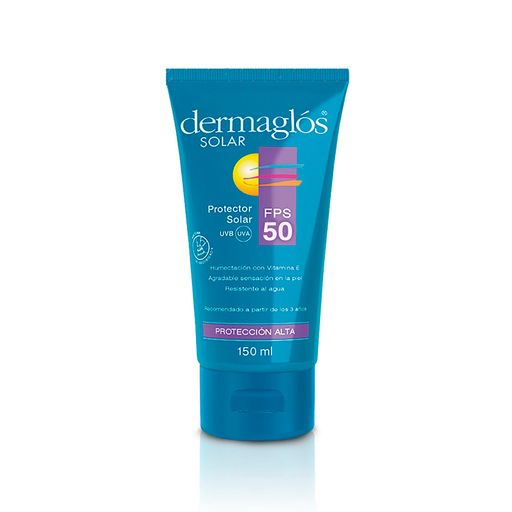 dermaglós®
SOLAR
Protector
Solar
UVB UVA
FPS
50
Humectación con Vitamina E
Agradable sensación en la piel
Resistente al agua
Recomendado a partir de los 3 años
PROTECCIÓN ALTA
150 ml